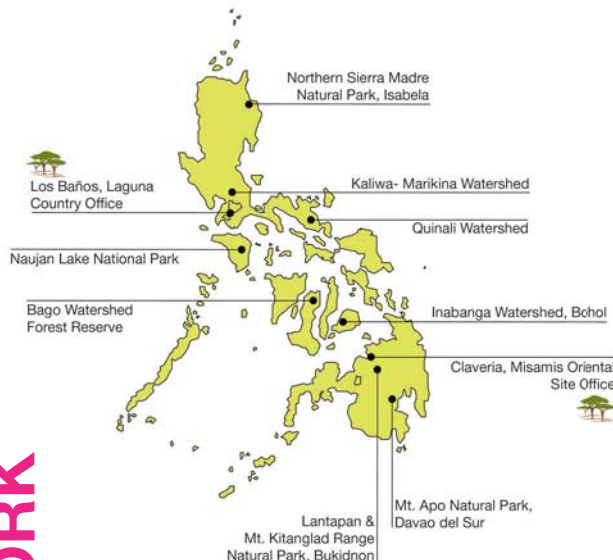 Northern Sierra Madre
Natural Park, Isabela
Los Baños, Laguna
Country Office
Kaliwa- Marikina Watershed
Quinali Watershed
Naujan Lake National Park
Bago Watershed
Forest Reserve
Inabanga Watershed, Bohol
Claveria, Misamis Oriental
Site Office
Mt. Apo Natural Park,
Davao del Sur
Lantapan &
Mt. Kitanglad Range
Natural Park, Bukidnon